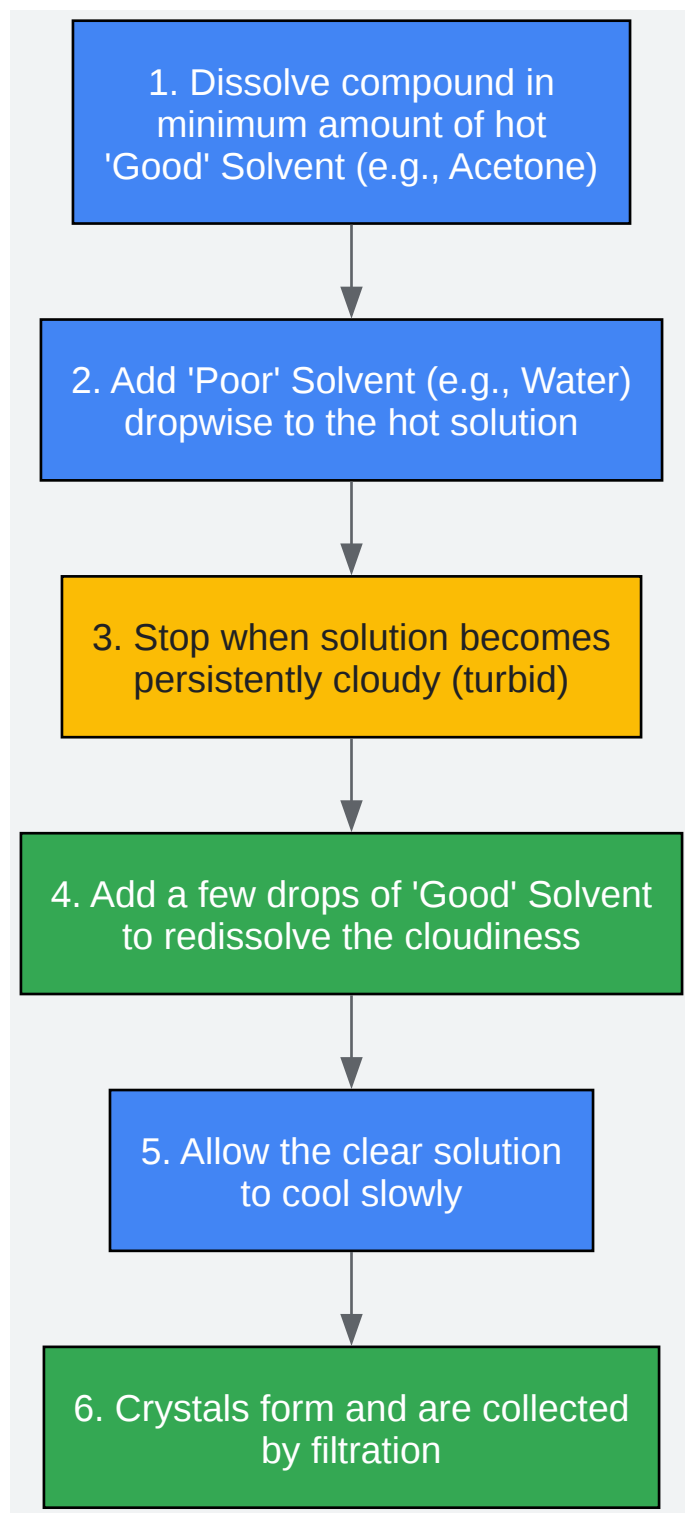 1. Dissolve compound in
minimum amount of hot
'Good' Solvent (e.g., Acetone)
2. Add 'Poor' Solvent (e.g., Water)
dropwise to the hot solution
3. Stop when solution becomes
persistently cloudy (turbid)
4. Add a few drops of 'Good' Solvent
to redissolve the cloudiness
5. Allow the clear solution
to cool slowly
6. Crystals form and are collected
by filtration